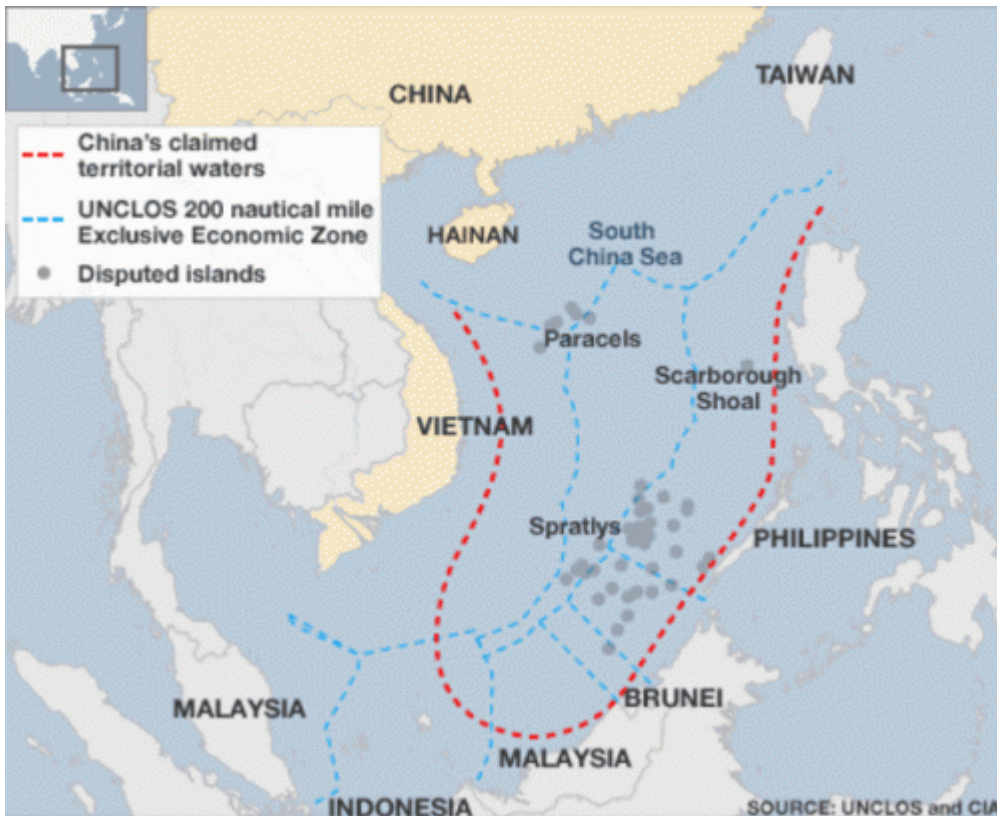 CHINA
TAIWAN
China's claimed
territorial waters
UNCLOS 200 nautical mile
Exclusive Economic Zone
Disputed islands
HAINAN
South
China Sea
Paracels
Scarborough
Shoal
VIETNAM
Spratlys
PHILIPPINES
BRUNEI
MALAYSIA
MALAYSIA
INDONESIA
SOURCE: UNCLOS and CIA